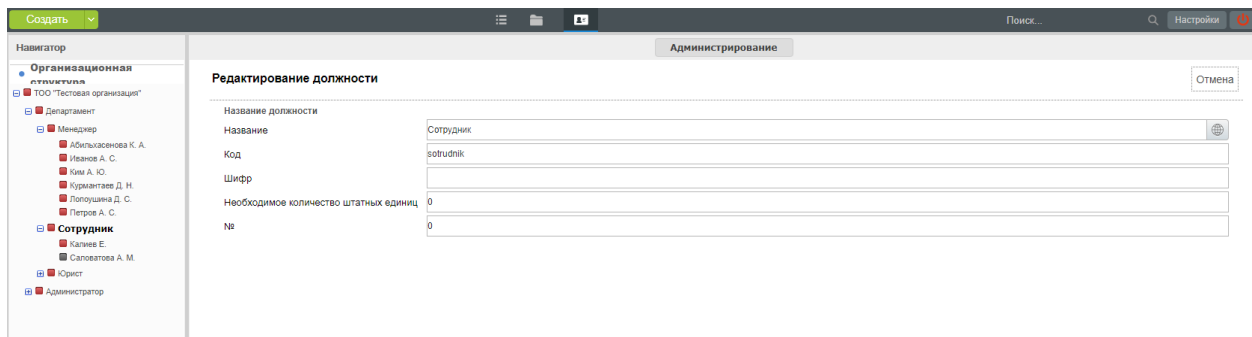 Создать
Поиск...
Настройки
Навигатор
Администрирование
Организационная
структура
ТОО "Тестовая организация"
Департамент
Менеджер
Абильхасенова К. А.
Иванов А. С.
Ким А. Ю.
Курмантаев Д. Н.
Лопоушина Д. С.
Петров А. С.
Сотрудник
Калиев Е.
Саловатова А. М.
Юрист
Администратор
Редактирование должности
Отмена
Название должности
Название
Сотрудник
Код
sotrudnik
Шифр
Необходимое количество штатных единиц
0
№
0